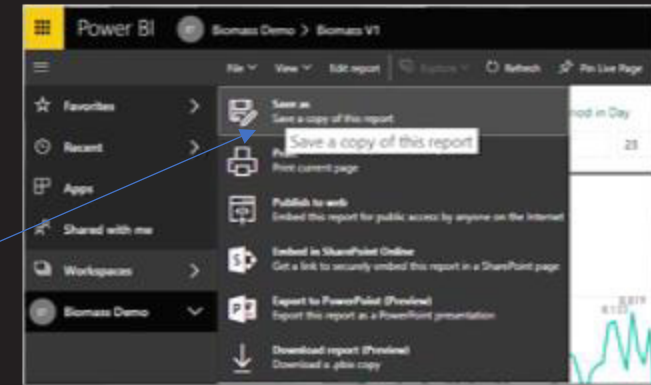 Power BI
Biomass Demo > Biomass V1
File View Edit report Explore Refresh Pin Live Page
Favorites
Recent
Apps
Shared with me
Workspaces
Biomass Demo
Save as
Save a copy of this report
Save a copy of this report
Print current page
Publish to web
Embed this report for public access by anyone on the Internet
Embed in SharePoint Online
Get a link to securely embed this report in a SharePoint page
Export to PowerPoint (Preview)
Export this report as a PowerPoint presentation
Download report (Preview)
Download a .pbix copy
in Day